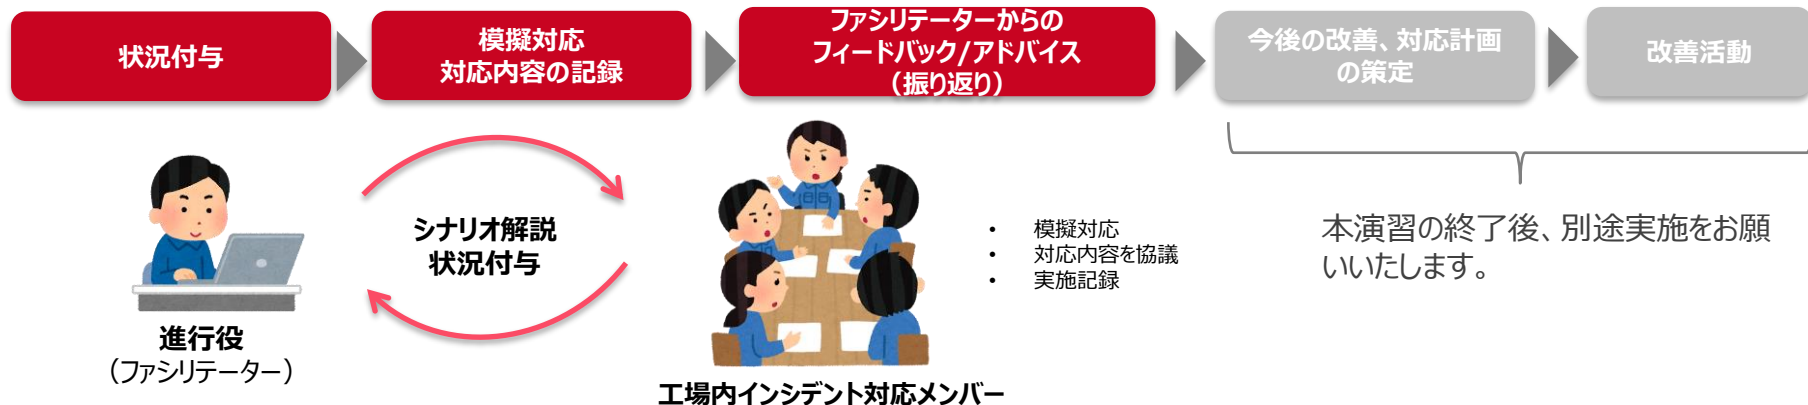 状況付与
模擬対応
対応内容の記録
ファシリテーターからの
フィードバック/アドバイス
（振り返り）
今後の改善、対応計画
の策定
改善活動
シナリオ解説
状況付与
進行役
（ファシリテーター）
• 模擬対応
• 対応内容を協議
• 実施記録
工場内インシデント対応メンバー
本演習の終了後、別途実施をお願
いいたします。